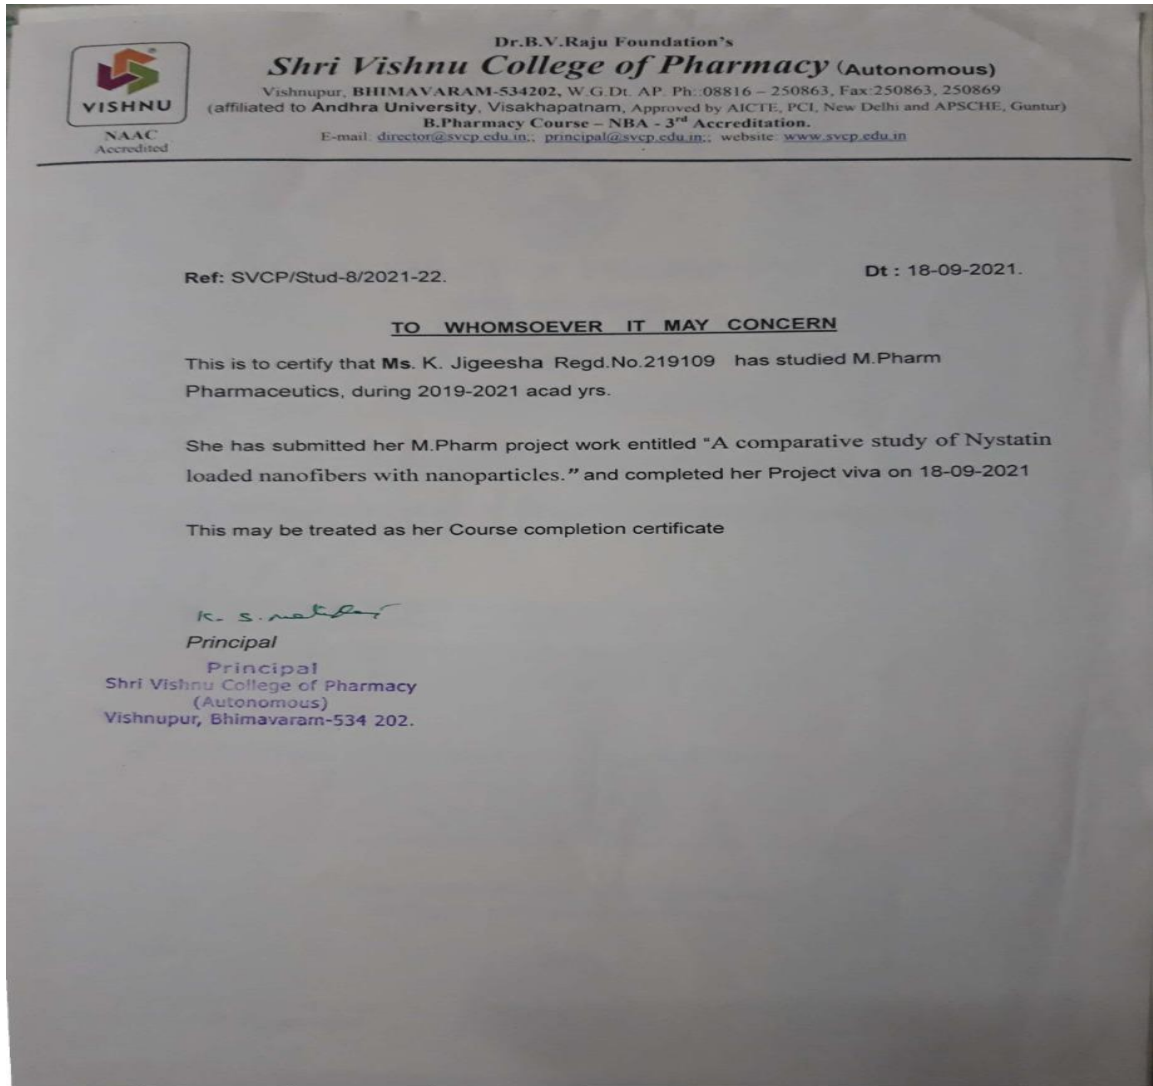 Dr.B.V.Raju Foundation's
Shri Vishnu College of Pharmacy (Autonomous)
Vishnupur, BHIMAVARAM-534202, W.G.Dt. AP. Ph.:08816 – 250863, Fax:250863, 250869
(affiliated to Andhra University, Visakhapatnam, Approved by AICTE, PCI, New Delhi and APSCHE, Guntur)
B.Pharmacy Course – NBA - 3rd Accreditation.
E-mail: director@svcp.edu.in;; principal@svcp.edu.in;; website: www.svcp.edu.in
VISHNU
NAAC
Accredited
Ref: SVCP/Stud-8/2021-22.
Dt : 18-09-2021.
TO WHOMSOEVER IT MAY CONCERN
This is to certify that Ms. K. Jigeesha Regd.No.219109 has studied M.Pharm
Pharmaceutics, during 2019-2021 acad yrs.
She has submitted her M.Pharm project work entitled "A comparative study of Nystatin
loaded nanofibers with nanoparticles." and completed her Project viva on 18-09-2021
This may be treated as her Course completion certificate
K. S.
Principal
Principal
Shri Vishnu College of Pharmacy
(Autonomous)
Vishnupur, Bhimavaram-534 202.